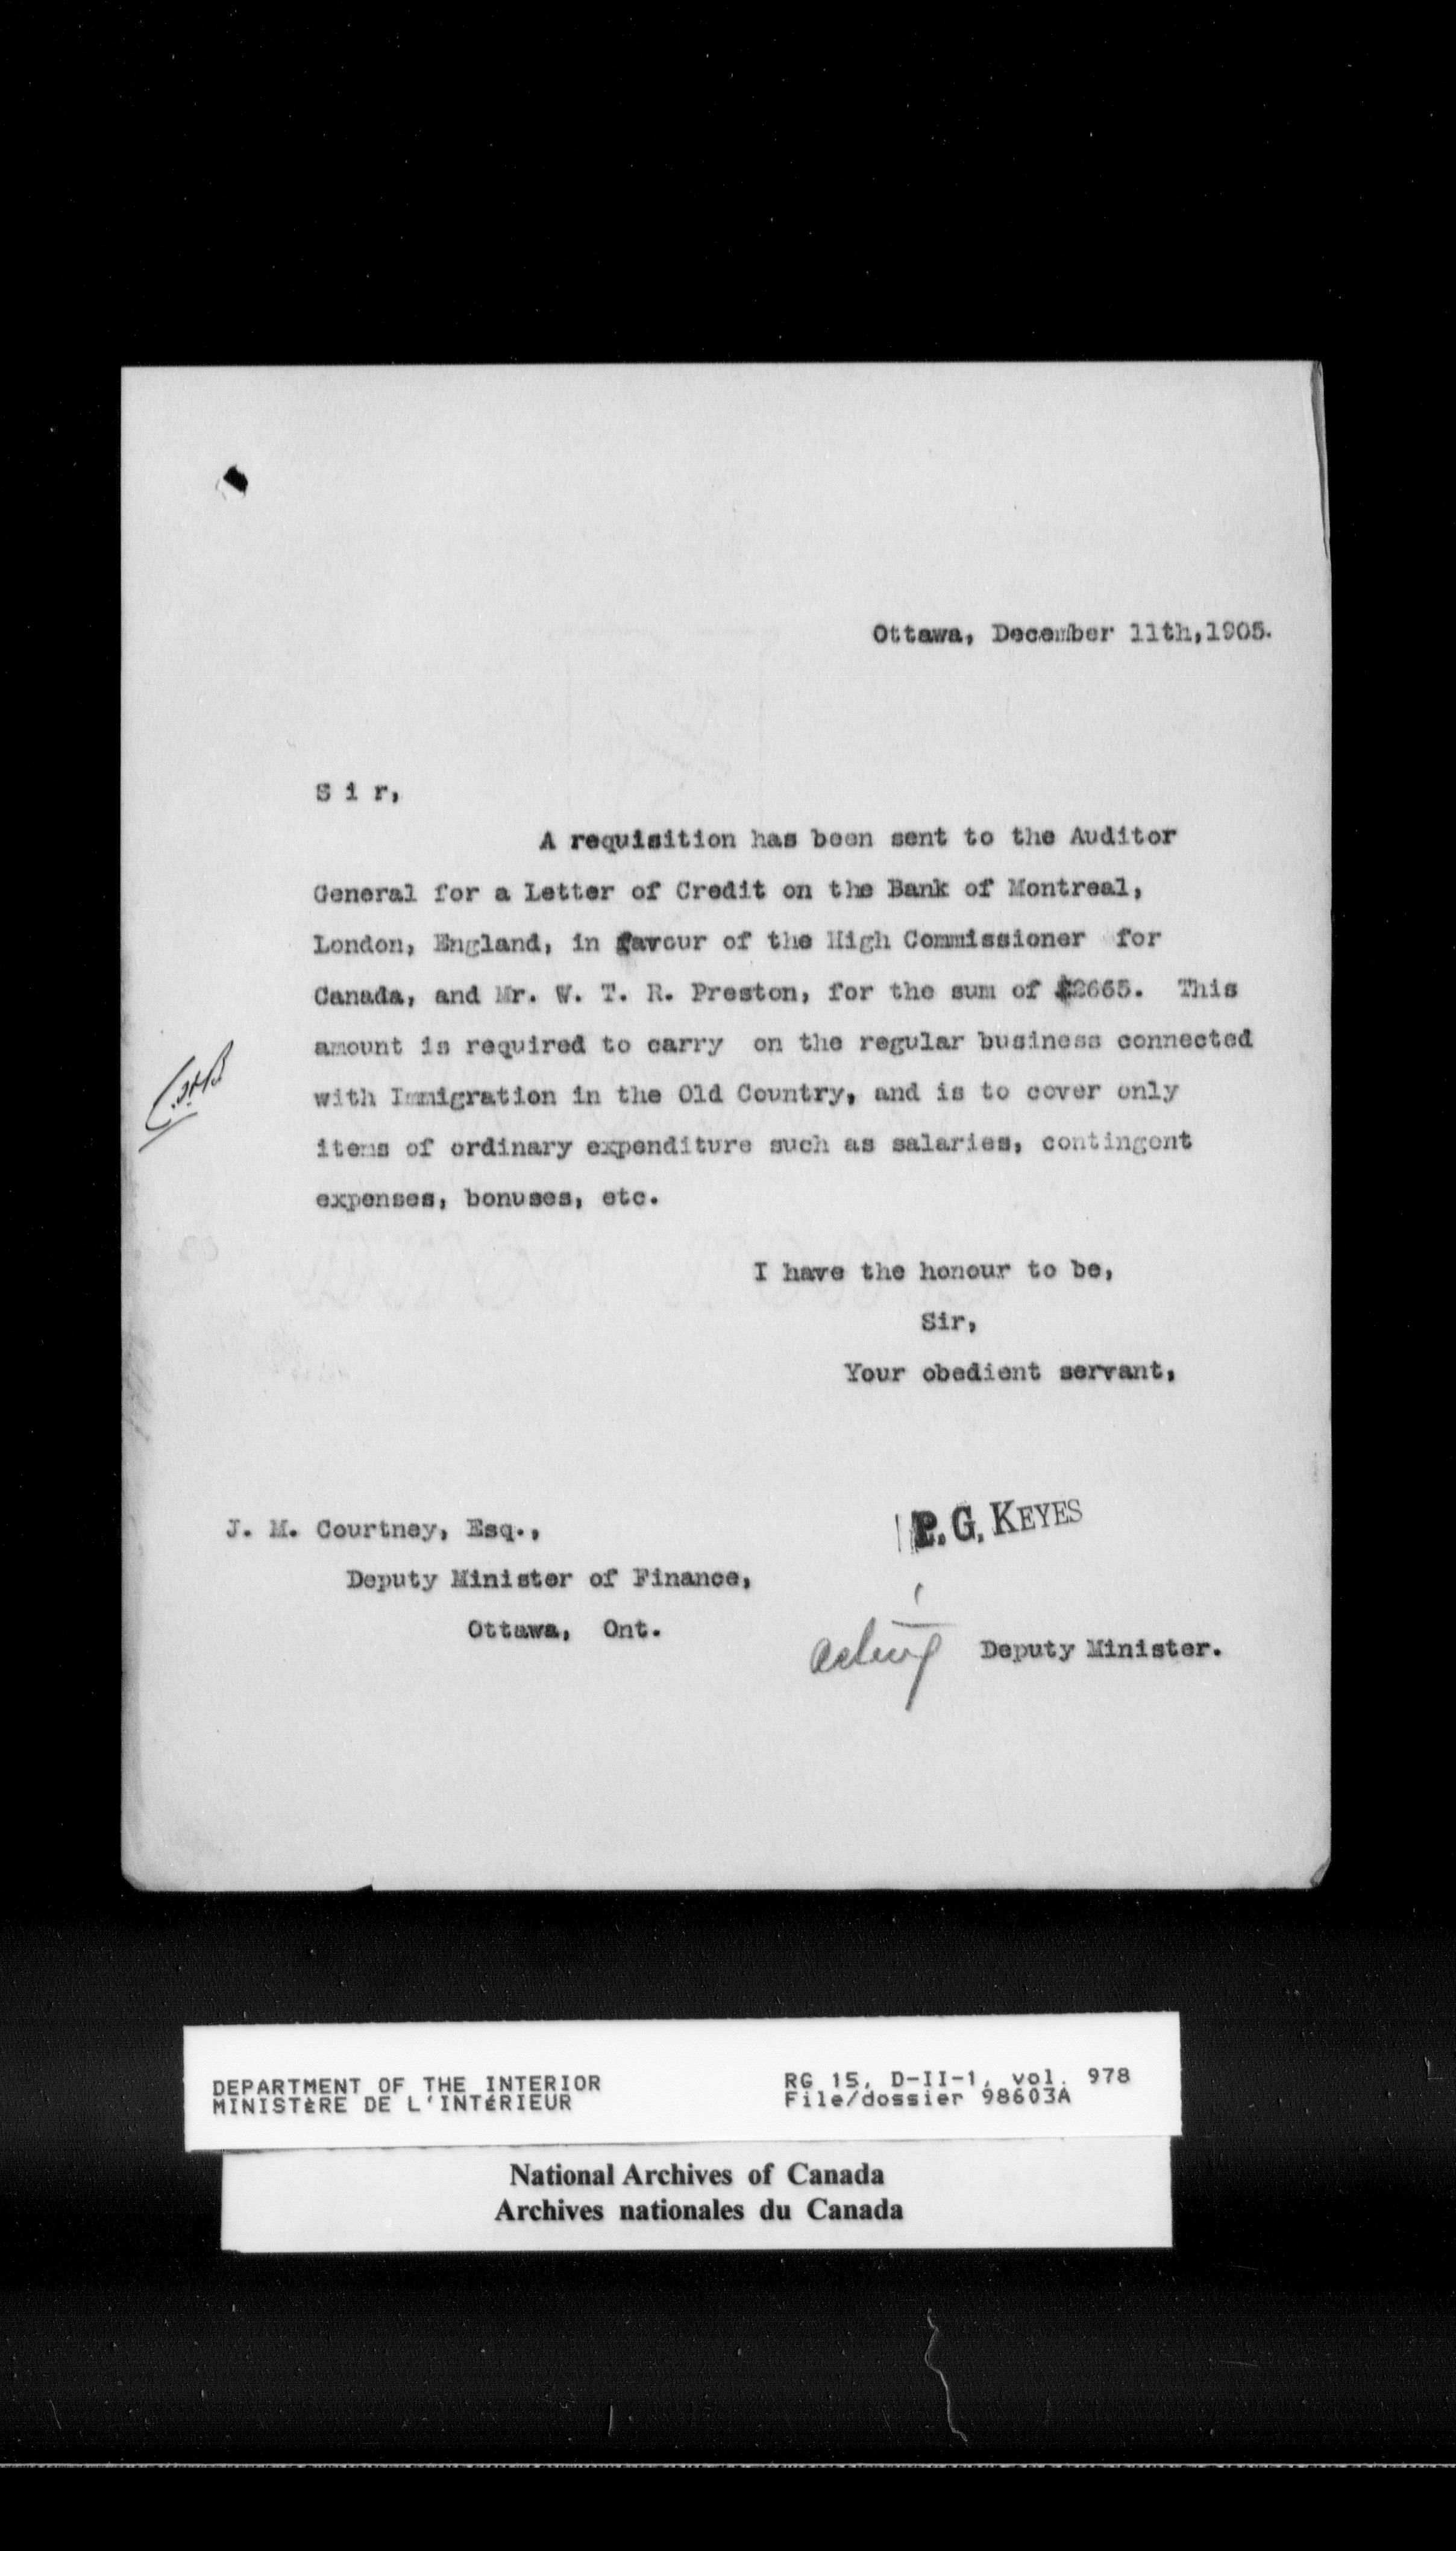 Ottawa, December 11th, 1905.
S i r,
A requisition has been sent to the Auditor
General for a Letter of Credit on the Bank of Montreal,
London, England, in favour of the High Commissioner for
Canada, and Mr. W. T. R. Preston, for the sum of $2665. This
amount is required to carry on the regular business connected
with Immigration in the Old Country, and is to cover only
items of ordinary expenditure such as salaries, contingent
expenses, bonuses, etc.
I have the honour to be,
Sir,
Your obedient servant,
P. G. KEYES
J. M. Courtney, Esq.,
Deputy Minister of Finance,
Ottawa, Ont.
acting Deputy Minister.
DEPARTMENT OF THE INTERIOR
MINISTÈRE DE L'INTÉRIEUR
RG 15, D-II-1, vol. 978
File/dossier 98603A
National Archives of Canada
Archives nationales du Canada